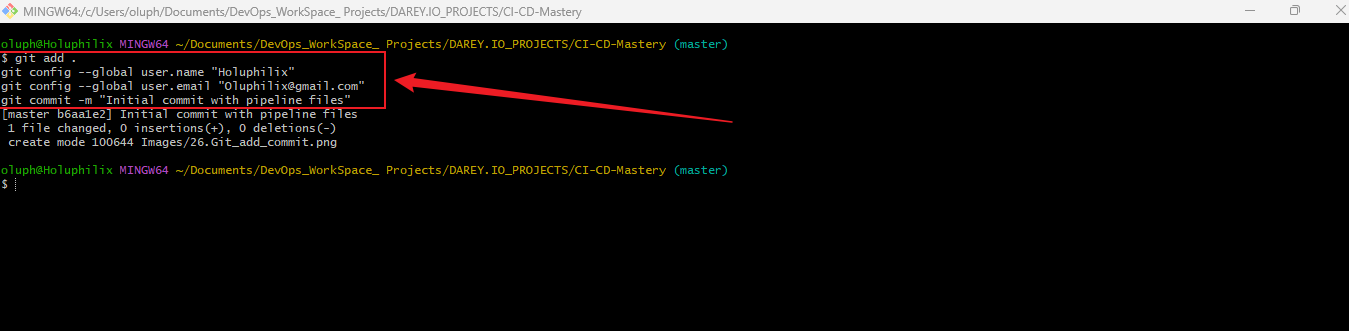 MINGW64:/c/Users/oluph/Documents/DevOps_WorkSpace_ Projects/DAREY.IO_PROJECTS/CI-CD-Mastery
oluph@Holuphilix MINGW64 ~/Documents/DevOps_WorkSpace_ Projects/DAREY.IO_PROJECTS/CI-CD-Mastery (master)
$ git add .
git config --global user.name "Holuphilix"
git config --global user.email "Oluphilix@gmail.com"
git commit -m "Initial commit with pipeline files"
[master b6aa1e2] Initial commit with pipeline files
 1 file changed, 0 insertions(+), 0 deletions(-)
 create mode 100644 Images/26.Git_add_commit.png
oluph@Holuphilix MINGW64 ~/Documents/DevOps_WorkSpace_ Projects/DAREY.IO_PROJECTS/CI-CD-Mastery (master)
$